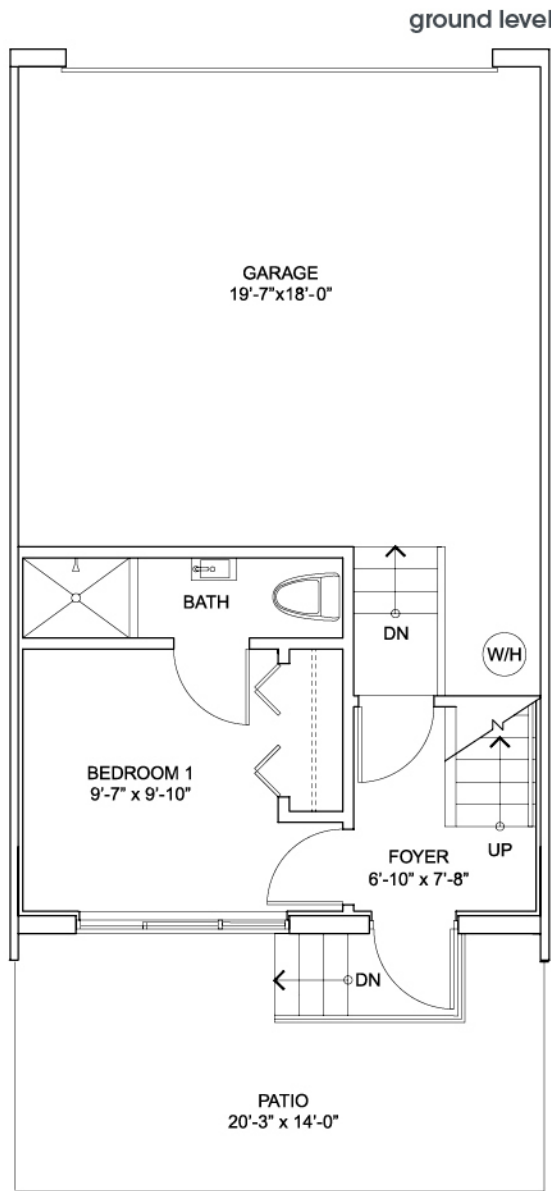 ground level
GARAGE
19'-7"x18'-0"
BATH
DN
W/H
BEDROOM 1
9'-7" x 9'-10"
FOYER
6'-10" x 7'-8"
UP
DN
PATIO
20'-3" x 14'-0"